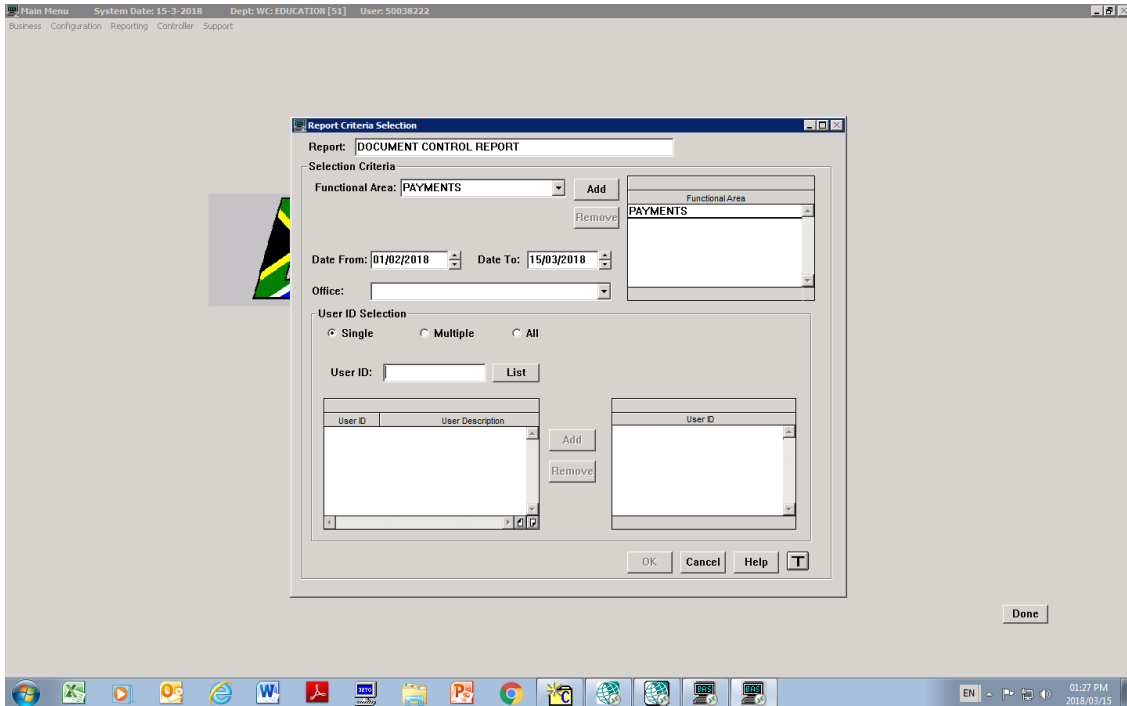 Main Menu System Date: 15-3-2018 Dept: WC: EDUCATION [51] User: 50038222
Business Configuration Reporting Controller Support
Report Criteria Selection
Report: DOCUMENT CONTROL REPORT
Selection Criteria
Functional Area: PAYMENTS Add
Functional Area
Remove
PAYMENTS
Date From: 01/02/2018 Date To: 15/03/2018
Office:
User ID Selection
Single Multiple All
User ID: List
User ID User Description
User ID
Add
Remove
OK Cancel Help T
Done
EN 01:27 PM
2018/03/15